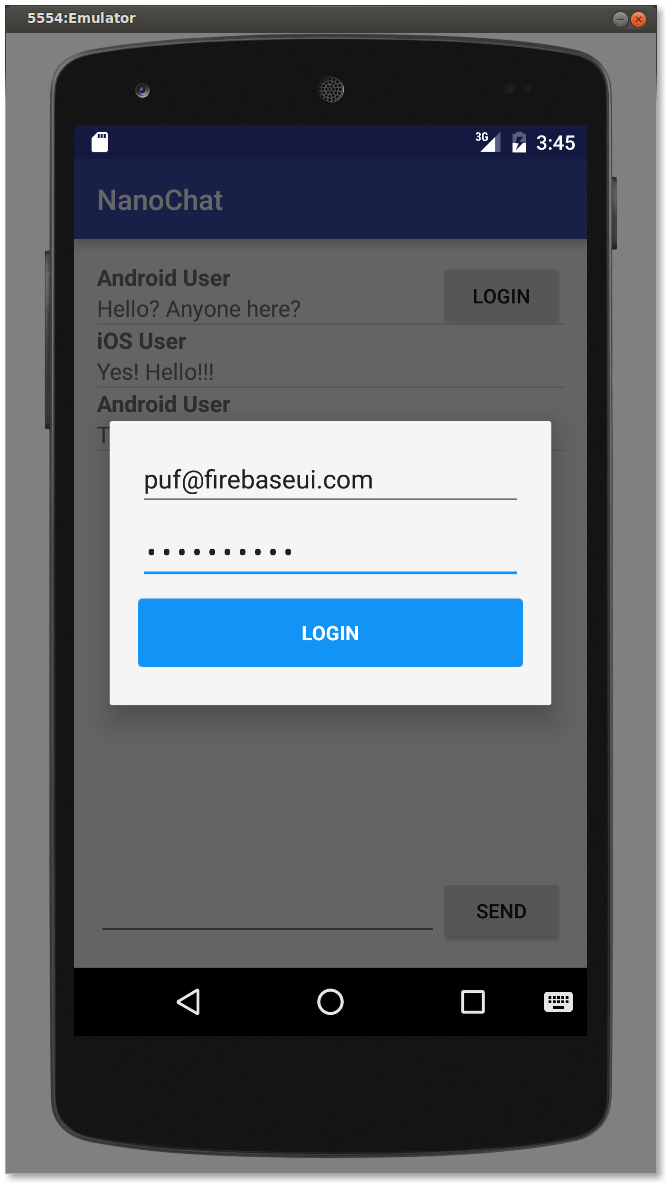 5554:Emulator
3G 3:45
NanoChat
Android User
Hello? Anyone here?
LOGIN
iOS User
Yes! Hello!!!
Android User
T
puf@firebaseui.com
••••••••••
LOGIN
SEND